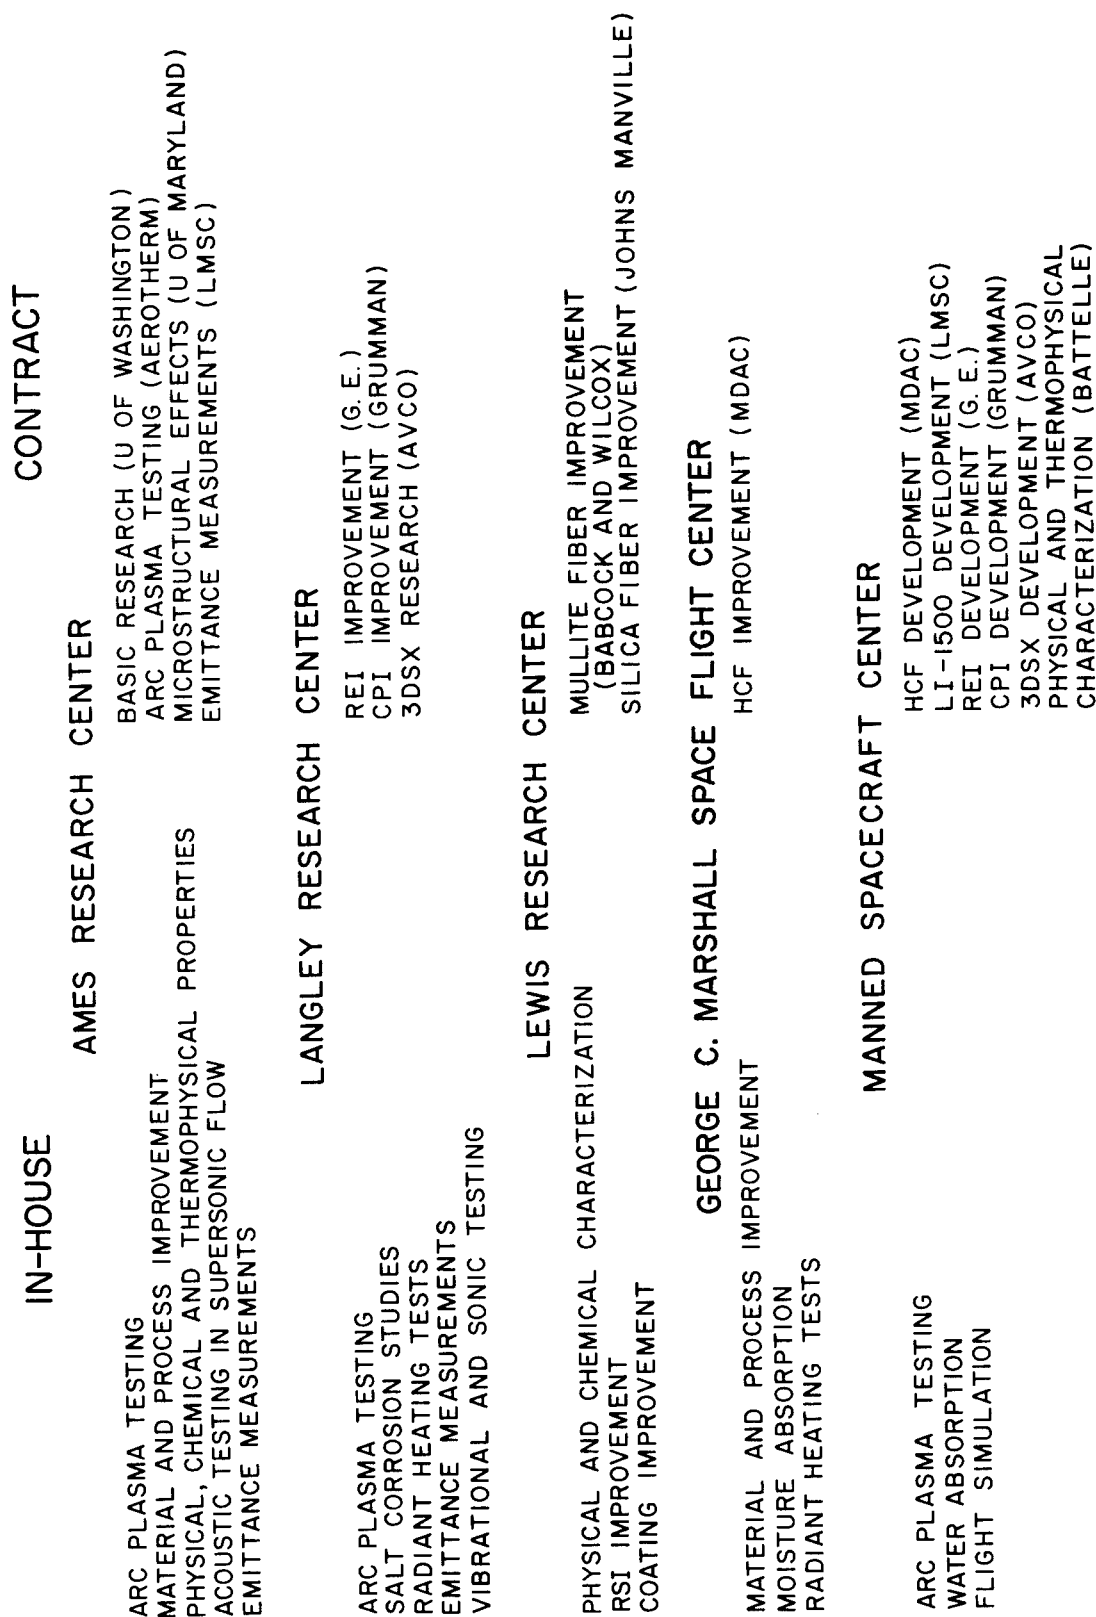 IN-HOUSE
CONTRACT
AMES RESEARCH CENTER
ARC PLASMA TESTING
MATERIAL AND PROCESS IMPROVEMENT
PHYSICAL, CHEMICAL AND THERMOPHYSICAL PROPERTIES
ACOUSTIC TESTING IN SUPERSONIC FLOW
EMITTANCE MEASUREMENTS
BASIC RESEARCH (U OF WASHINGTON)
ARC PLASMA TESTING (AEROTHERM)
MICROSTRUCTURAL EFFECTS (U OF MARYLAND)
EMITTANCE MEASUREMENTS (LMSC)
LANGLEY RESEARCH CENTER
ARC PLASMA TESTING
SALT CORROSION STUDIES
RADIANT HEATING TESTS
EMITTANCE MEASUREMENTS
VIBRATIONAL AND SONIC TESTING
REI IMPROVEMENT (G.E.)
CPI IMPROVEMENT (GRUMMAN)
3DSX RESEARCH (AVCO)
LEWIS RESEARCH CENTER
PHYSICAL AND CHEMICAL CHARACTERIZATION
RSI IMPROVEMENT
COATING IMPROVEMENT
MULLITE FIBER IMPROVEMENT
(BABCOCK AND WILCOX)
SILICA FIBER IMPROVEMENT (JOHNS MANVILLE)
GEORGE C. MARSHALL SPACE FLIGHT CENTER
MATERIAL AND PROCESS IMPROVEMENT
MOISTURE ABSORPTION
RADIANT HEATING TESTS
HCF IMPROVEMENT (MDAC)
MANNED SPACECRAFT CENTER
ARC PLASMA TESTING
WATER ABSORPTION
FLIGHT SIMULATION
HCF DEVELOPMENT (MDAC)
LI-1500 DEVELOPMENT (LMSC)
REI DEVELOPMENT (G.E.)
CPI DEVELOPMENT (GRUMMAN)
3DSX DEVELOPMENT (AVCO)
PHYSICAL AND THERMOPHYSICAL
CHARACTERIZATION (BATTELLE)